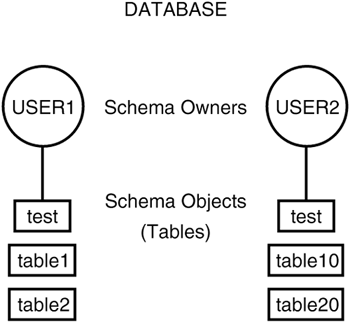 DATABASE
USER1
Schema Owners
USER2
test
Schema Objects
(Tables)
test
table1
table10
table2
table20